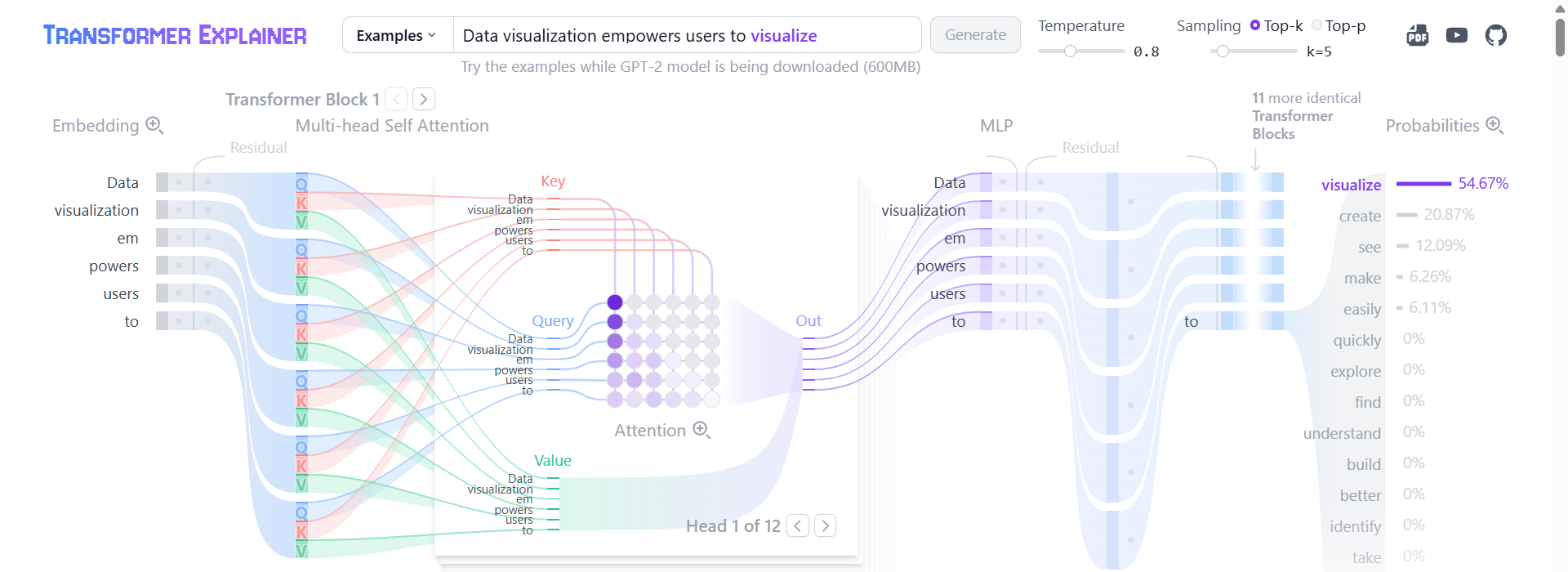 TRANSFORMER EXPLAINER
Examples
Data visualization empowers users to visualize
Generate
Temperature
0.8
Sampling Top-k Top-p
k=5
PDF
Try the examples while GPT-2 model is being downloaded (600MB)
Transformer Block 1
11 more identical
Transformer
Blocks
Embedding
Multi-head Self Attention
MLP
Probabilities
Residual
Residual
Data
visualization
em
powers
users
to
Q
K
V
Q
K
V
Q
K
V
Q
K
V
Q
K
V
Q
K
V
Key
Data
visualization
em
powers
users
to
Query
Data
visualization
em
powers
users
to
Attention
Value
Data
visualization
em
powers
users
to
Out
Head 1 of 12
Data
visualization
em
powers
users
to
to
visualize 54.67%
create 20.87%
see 12.09%
make 6.26%
easily 6.11%
quickly 0%
explore 0%
find 0%
understand 0%
build 0%
better 0%
identify 0%
take 0%